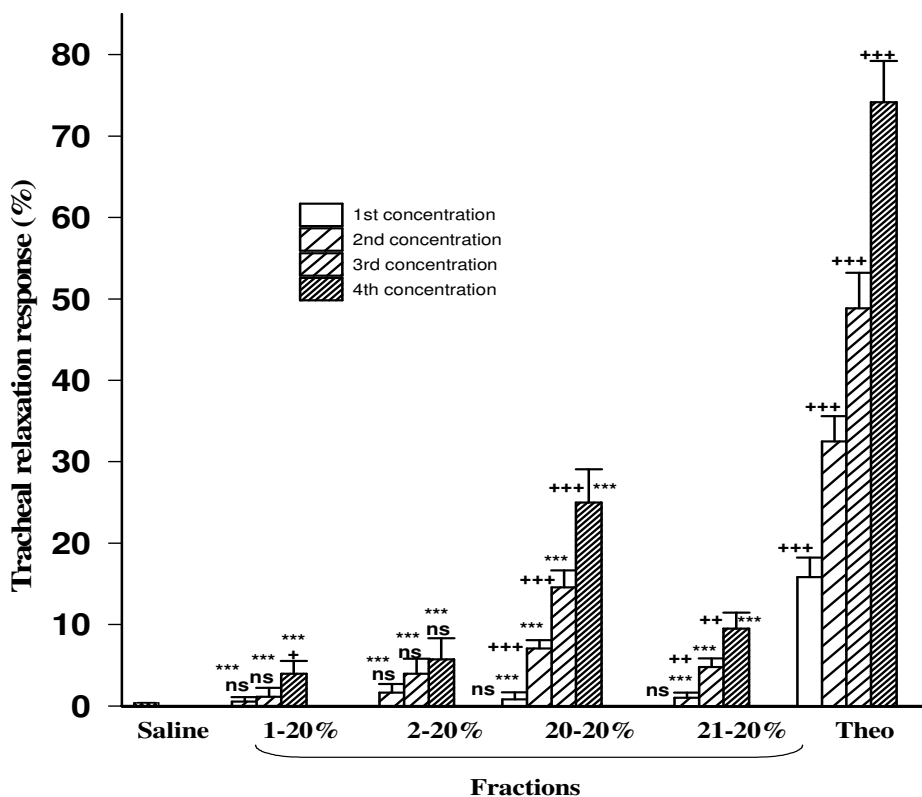 Tracheal relaxation response (%)
80
70
60
50
40
30
20
10
0
1st concentration
2nd concentration
3rd concentration
4th concentration
***
ns
***
ns
***
+
***
ns
***
ns
***
ns
ns
***
+++
***
+++
***
+++
***
ns
***
++
***
++
***
+++
+++
+++
+++
Saline
1-20%
2-20%
20-20%
21-20%
Theo
Fractions